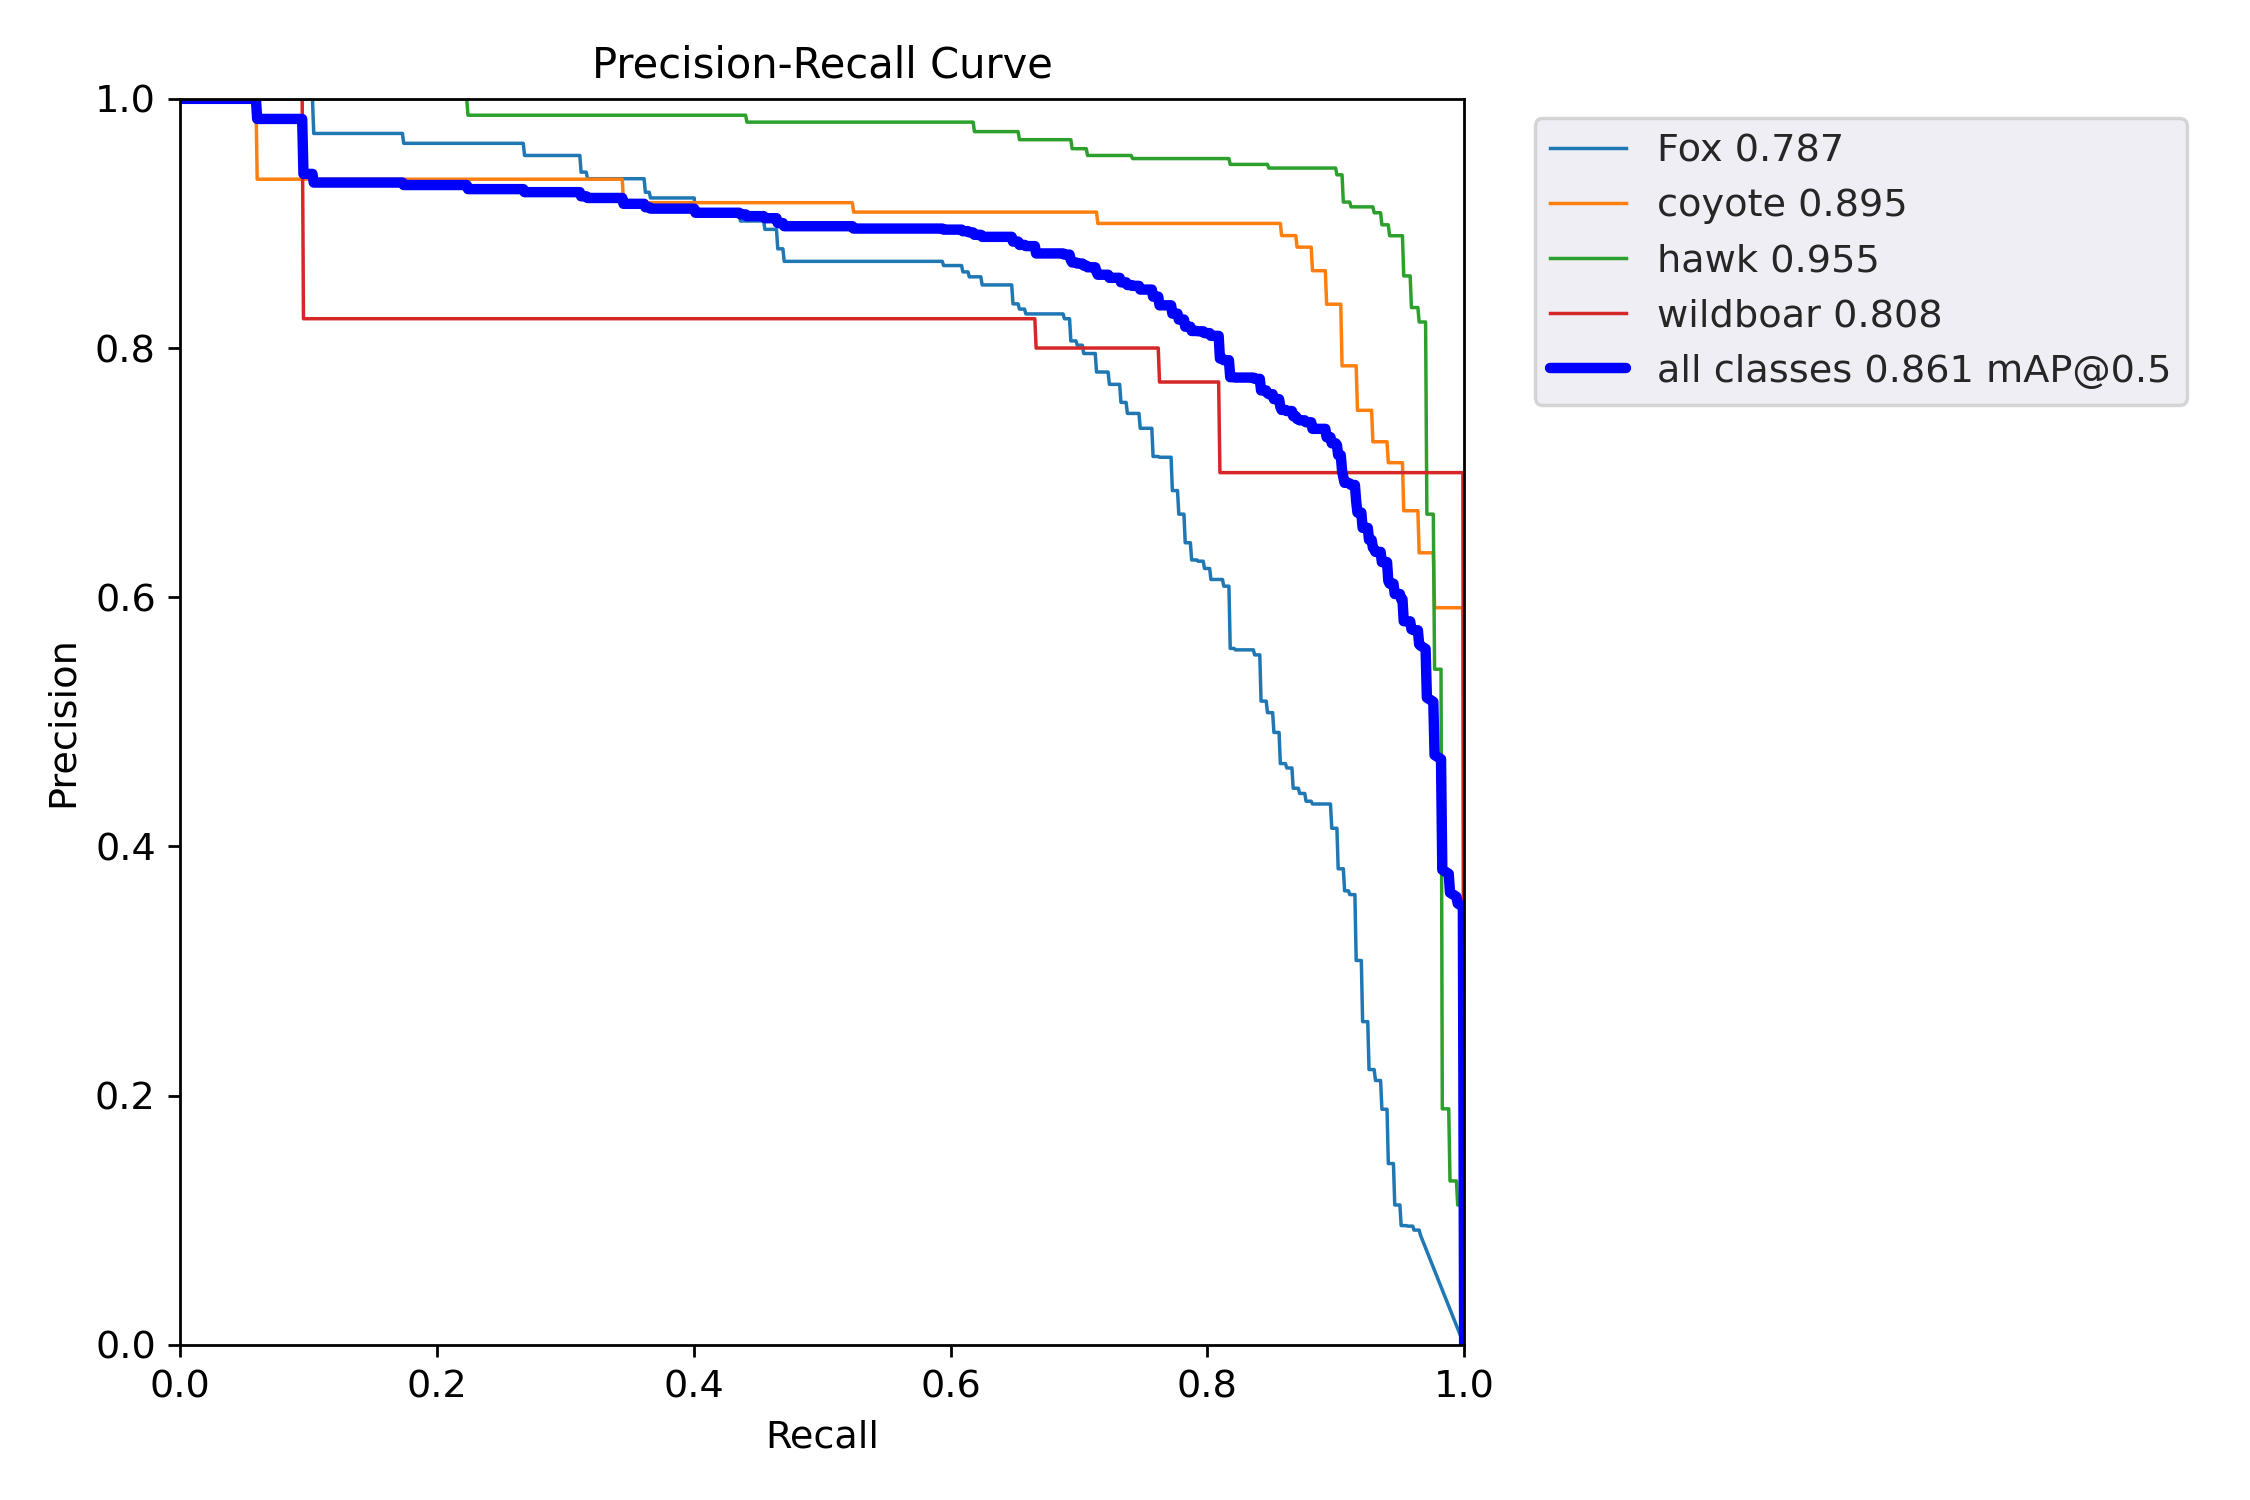 Precision-Recall Curve
1.0
0.8
0.6
0.4
0.2
0.0
Precision
0.0 0.2 0.4 0.6 0.8 1.0
Recall
Fox 0.787
coyote 0.895
hawk 0.955
wildboar 0.808
all classes 0.861 mAP@0.5